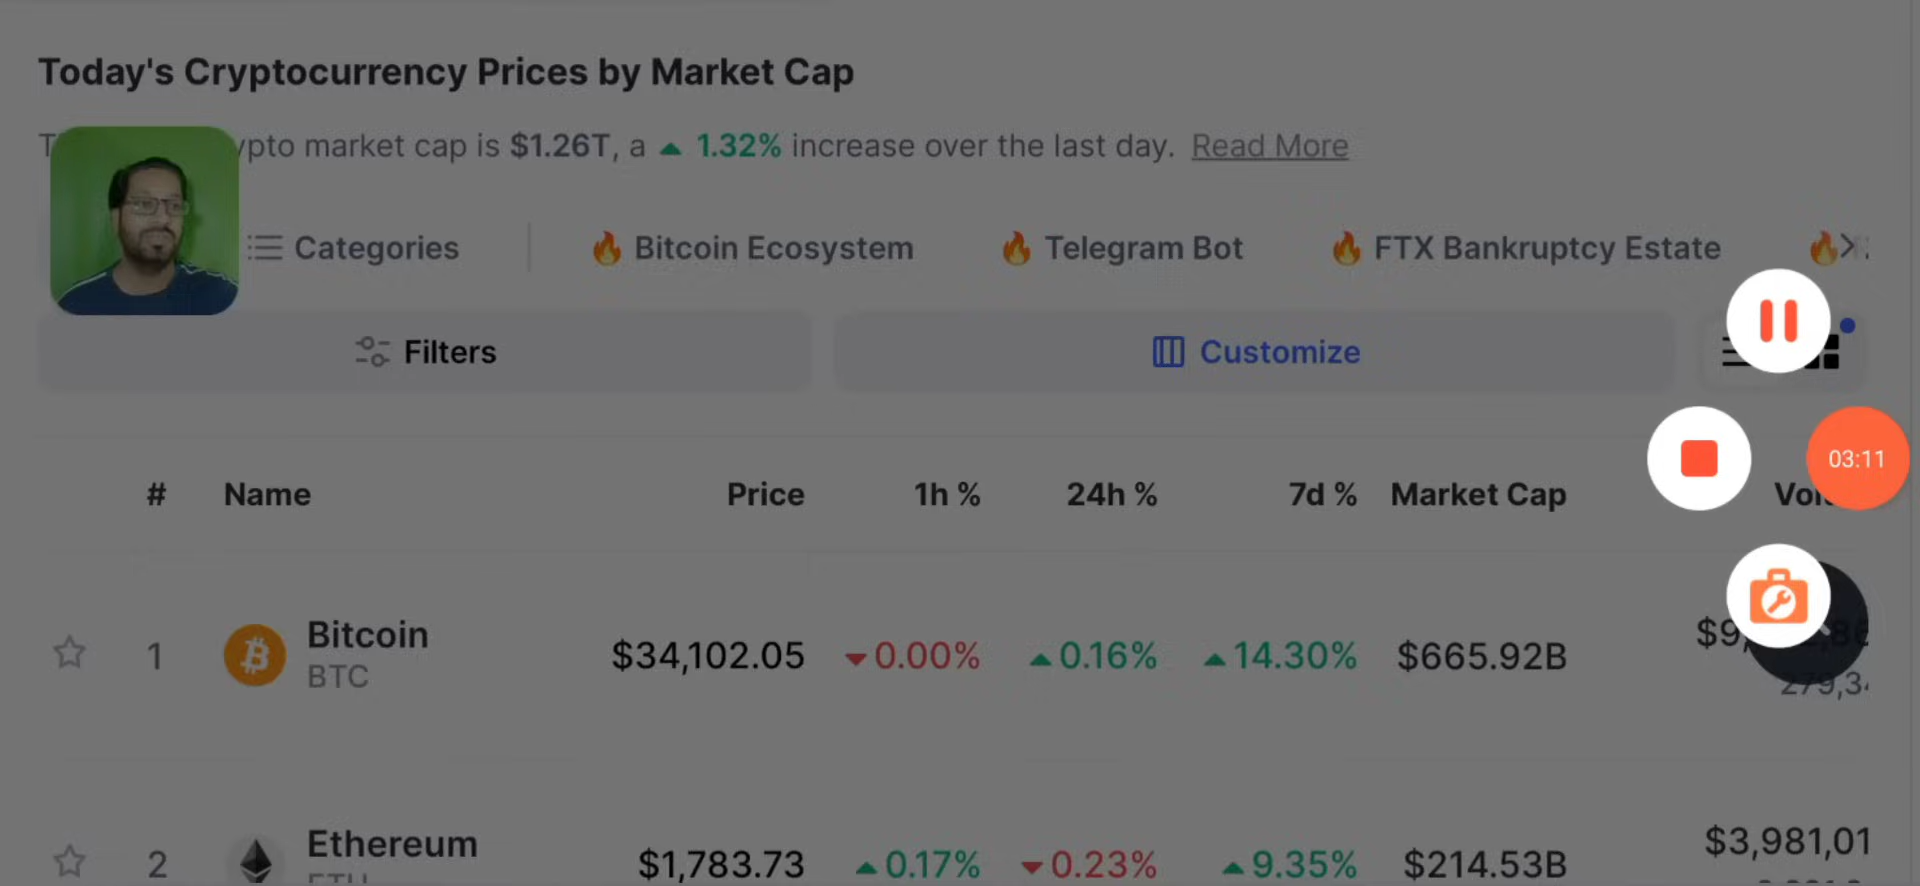 Today's Cryptocurrency Prices by Market Cap
crypto market cap is $1.26T, a ▲ 1.32% increase over the last day. Read More
Categories Bitcoin Ecosystem Telegram Bot FTX Bankruptcy Estate
Filters Customize
03:11
# Name Price 1h % 24h % 7d % Market Cap
1 Bitcoin BTC $34,102.05 ▼0.00% ▲0.16% ▲14.30% $665.92B
2 Ethereum ETH $1,783.73 ▲0.17% ▼0.23% ▲9.35% $214.53B $3,981,01